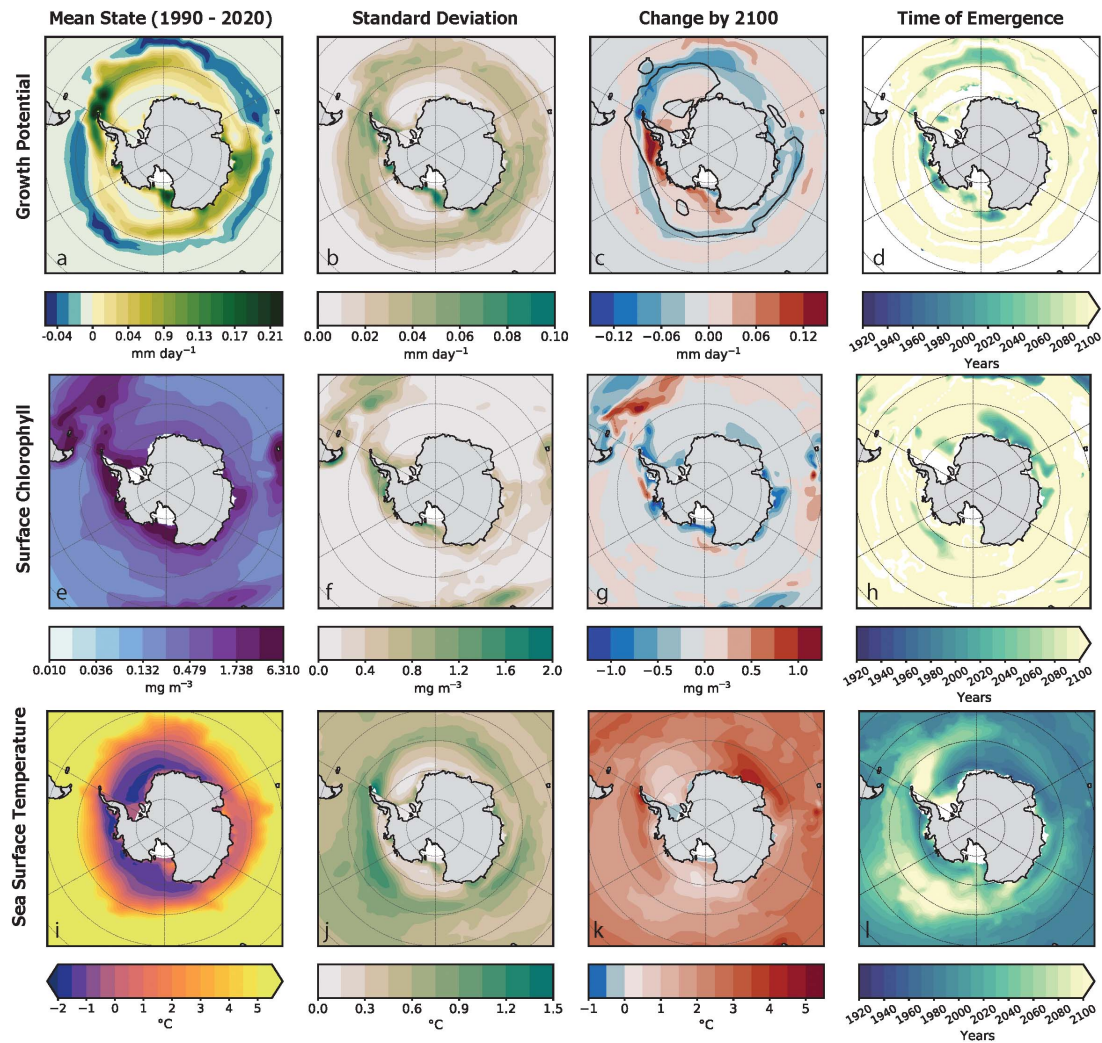 Mean State (1990 - 2020) Standard Deviation Change by 2100 Time of Emergence
Growth Potential
a b c d
-0.04 0 0.04 0.9 0.13 0.17 0.21
mm day⁻¹
0.00 0.02 0.04 0.06 0.08 0.10
mm day⁻¹
−0.12 −0.06 0.00 0.06 0.12
mm day⁻¹
1920 1940 1960 1980 2000 2020 2040 2060 2080 2100
Years
Surface Chlorophyll
e f g h
0.010 0.036 0.132 0.479 1.738 6.310
mg m⁻³
0.0 0.4 0.8 1.2 1.6 2.0
mg m⁻³
−1.0 −0.5 0.0 0.5 1.0
mg m⁻³
1920 1940 1960 1980 2000 2020 2040 2060 2080 2100
Years
Sea Surface Temperature
i j k l
−2 −1 0 1 2 3 4 5
°C
0.0 0.3 0.6 0.9 1.2 1.5
°C
−1 0 1 2 3 4 5
°C
1920 1940 1960 1980 2000 2020 2040 2060 2080 2100
Years